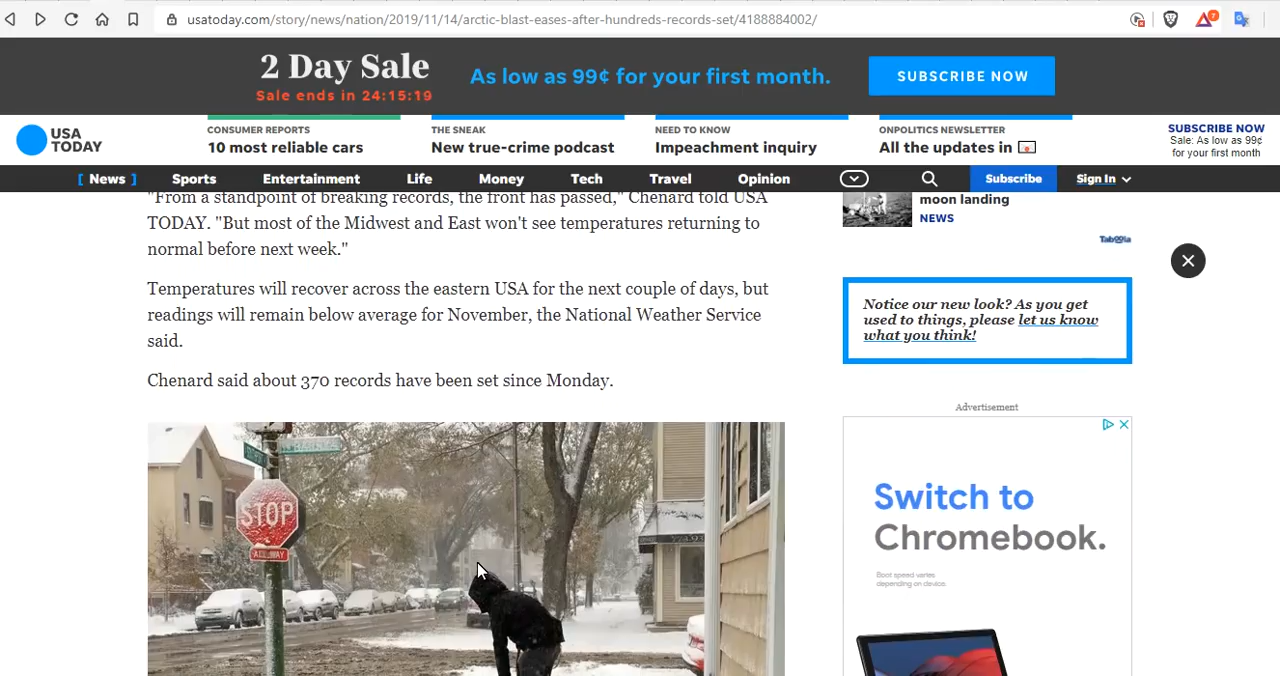 usatoday.com/story/news/nation/2019/11/14/arctic-blast-eases-after-hundreds-records-set/4188884002/
2 Day Sale
Sale ends in 24:15:19
As low as 99¢ for your first month.
SUBSCRIBE NOW
USA
TODAY
CONSUMER REPORTS
10 most reliable cars
THE SNEAK
New true-crime podcast
NEED TO KNOW
Impeachment inquiry
ONPOLITICS NEWSLETTER
All the updates in
SUBSCRIBE NOW
Sale: As low as 99¢
for your first month
[ News ]
Sports
Entertainment
Life
Money
Tech
Travel
Opinion
Subscribe
Sign In
"From a standpoint of breaking records, the front has passed," Chenard told USA
TODAY. "But most of the Midwest and East won't see temperatures returning to
normal before next week."
Temperatures will recover across the eastern USA for the next couple of days, but
readings will remain below average for November, the National Weather Service
said.
Chenard said about 370 records have been set since Monday.
STOP
ALL WAY
moon landing
NEWS
Taboola
Notice our new look? As you get
used to things, please let us know
what you think!
Advertisement
Switch to
Chromebook.
Boot speed varies
depending on device.